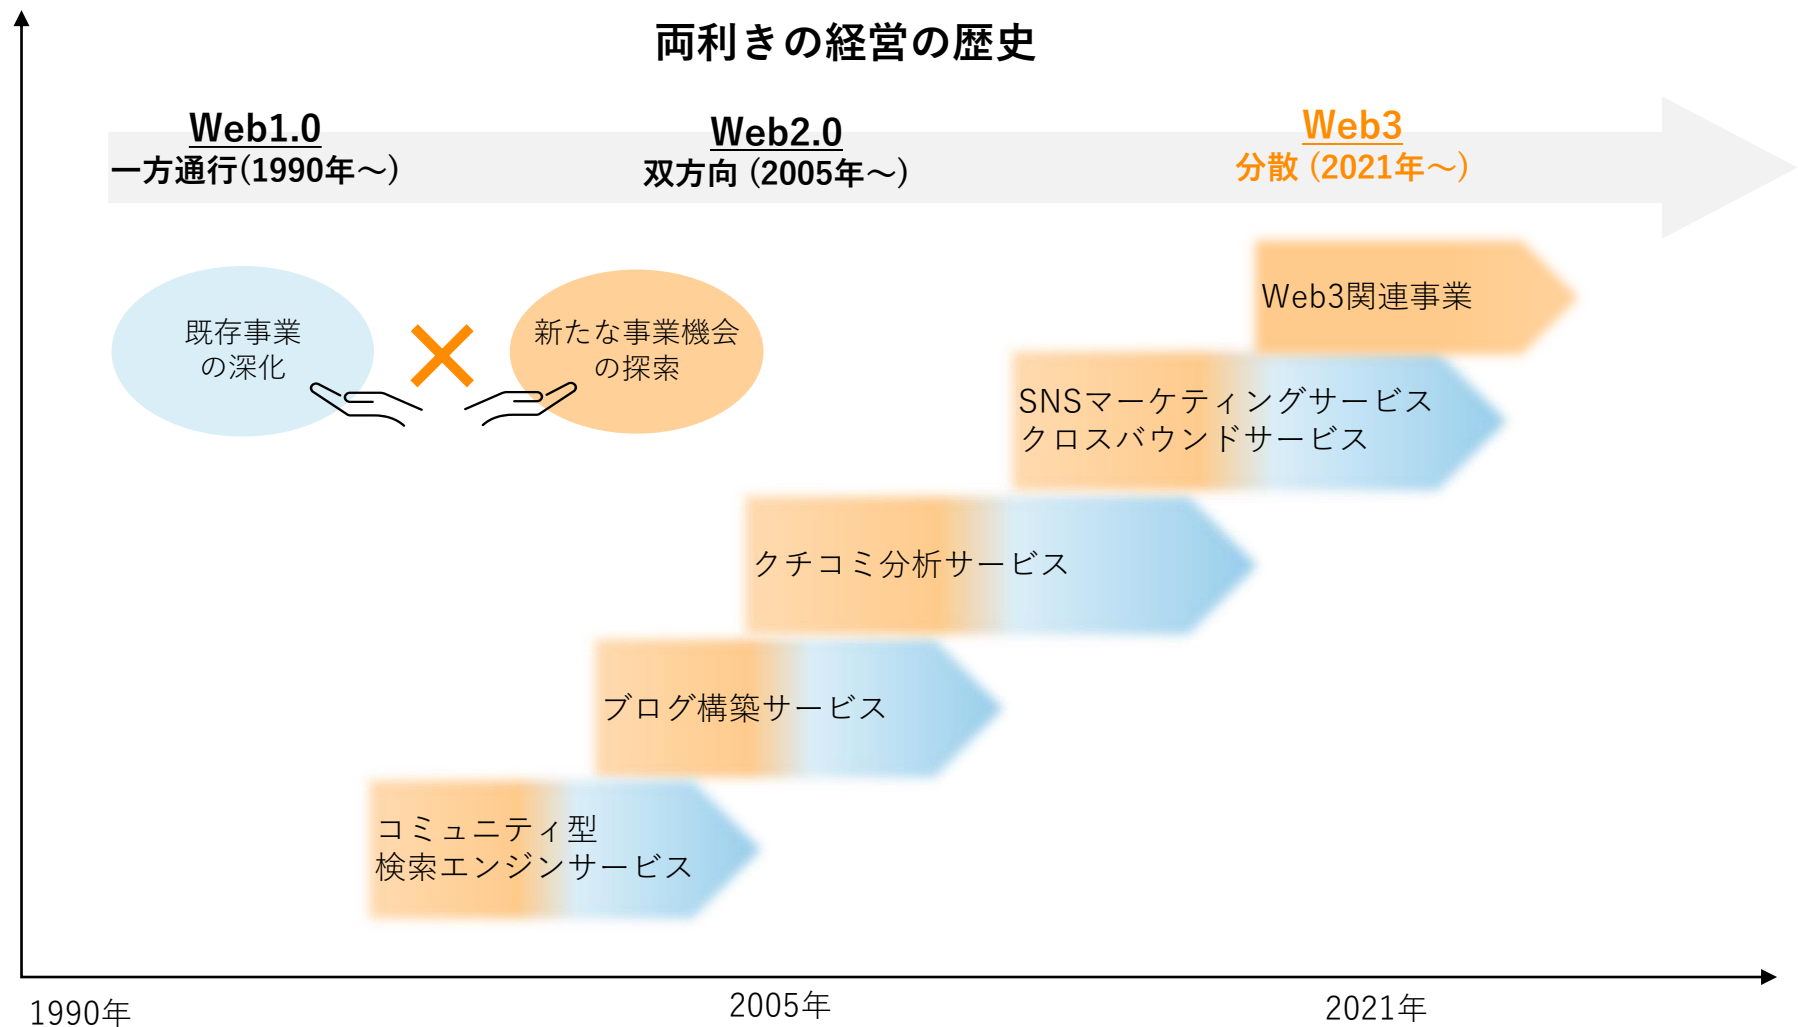 両利きの経営の歴史
Web1.0
一方通行(1990年～)
Web2.0
双方向 (2005年～)
Web3
分散 (2021年～)
既存事業
の深化
新たな事業機会
の探索
Web3関連事業
SNSマーケティングサービス
クロスバウンドサービス
クチコミ分析サービス
ブログ構築サービス
コミュニティ型
検索エンジンサービス
1990年
2005年
2021年